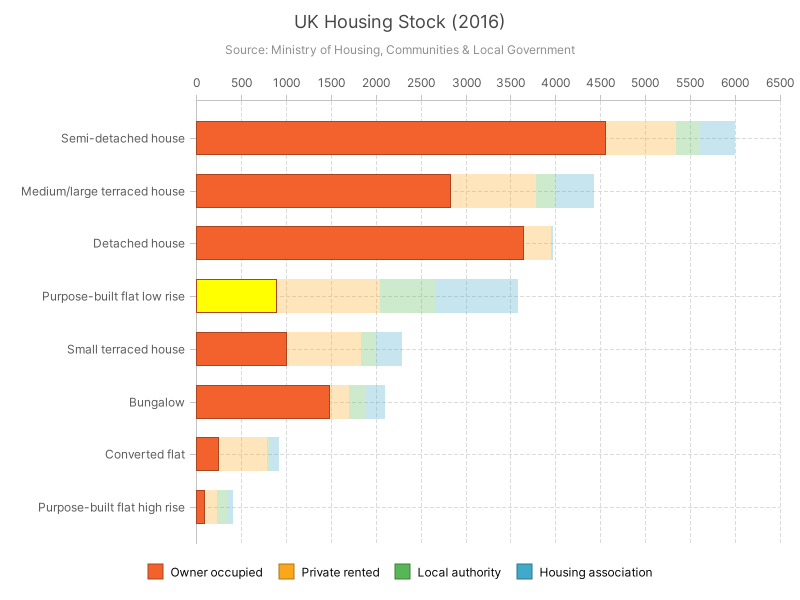 UK Housing Stock (2016)
Source: Ministry of Housing, Communities & Local Government
0 500 1000 1500 2000 2500 3000 3500 4000 4500 5000 5500 6000 6500
Semi-detached house
Medium/large terraced house
Detached house
Purpose-built flat low rise
Small terraced house
Bungalow
Converted flat
Purpose-built flat high rise
Owner occupied Private rented Local authority Housing association